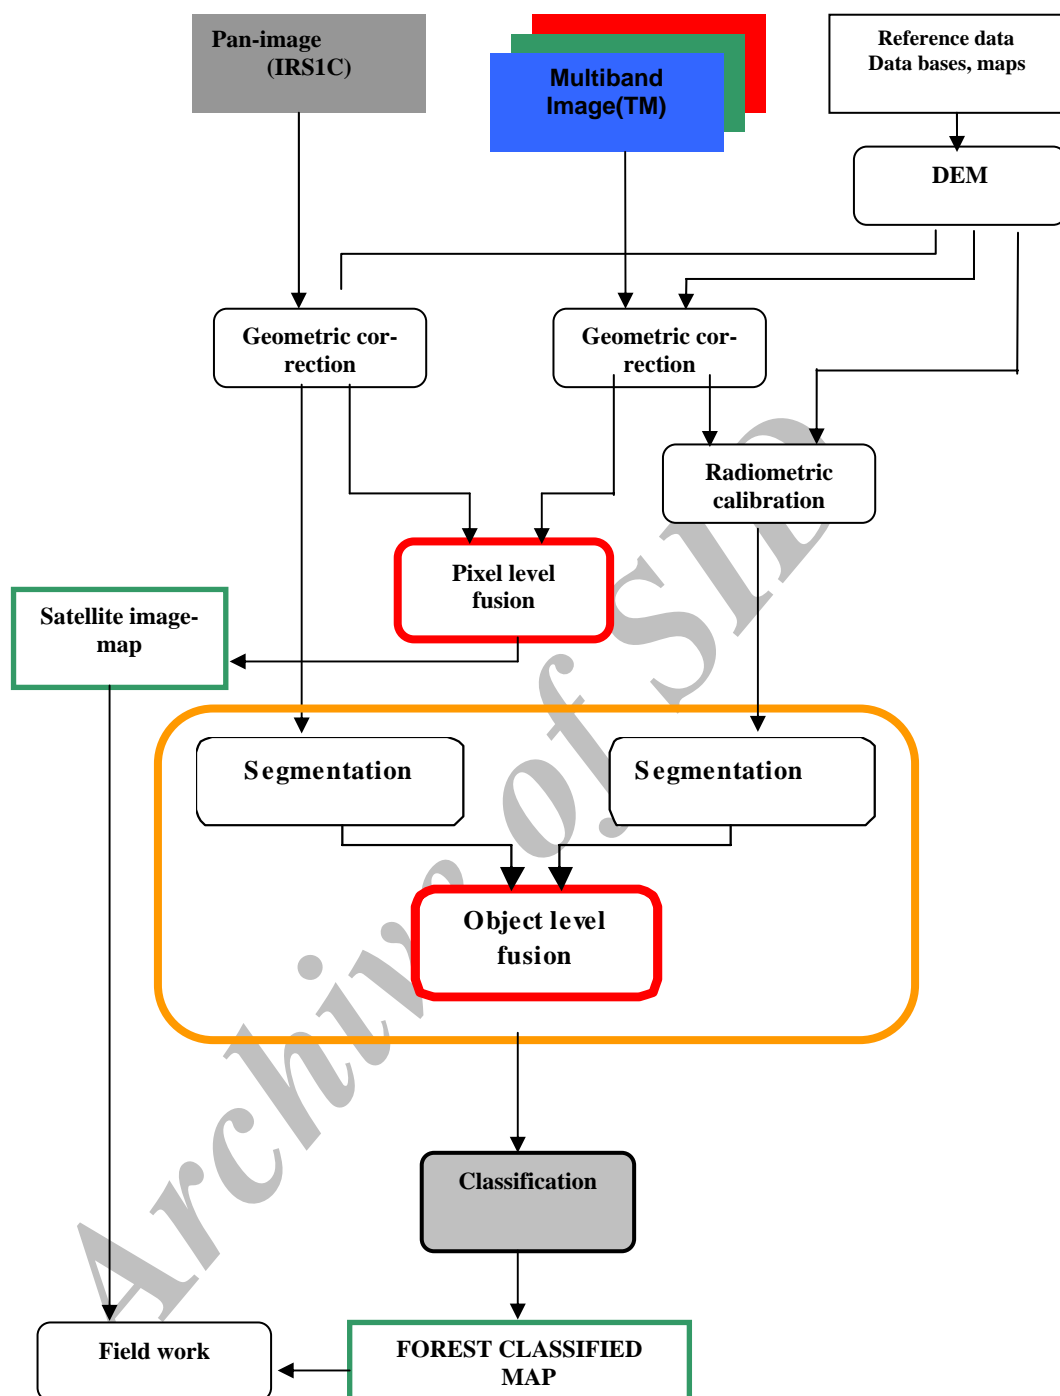 Pan-image
(IRS1C)
Multiband
Image(TM)
Reference data
Data bases, maps
DEM
Geometric cor-
rection
Geometric cor-
rection
Radiometric
calibration
Pixel level
fusion
Satellite image-
map
Segmentation
Segmentation
Object level
fusion
Classification
Field work
FOREST CLASSIFIED
MAP
Archive of SID